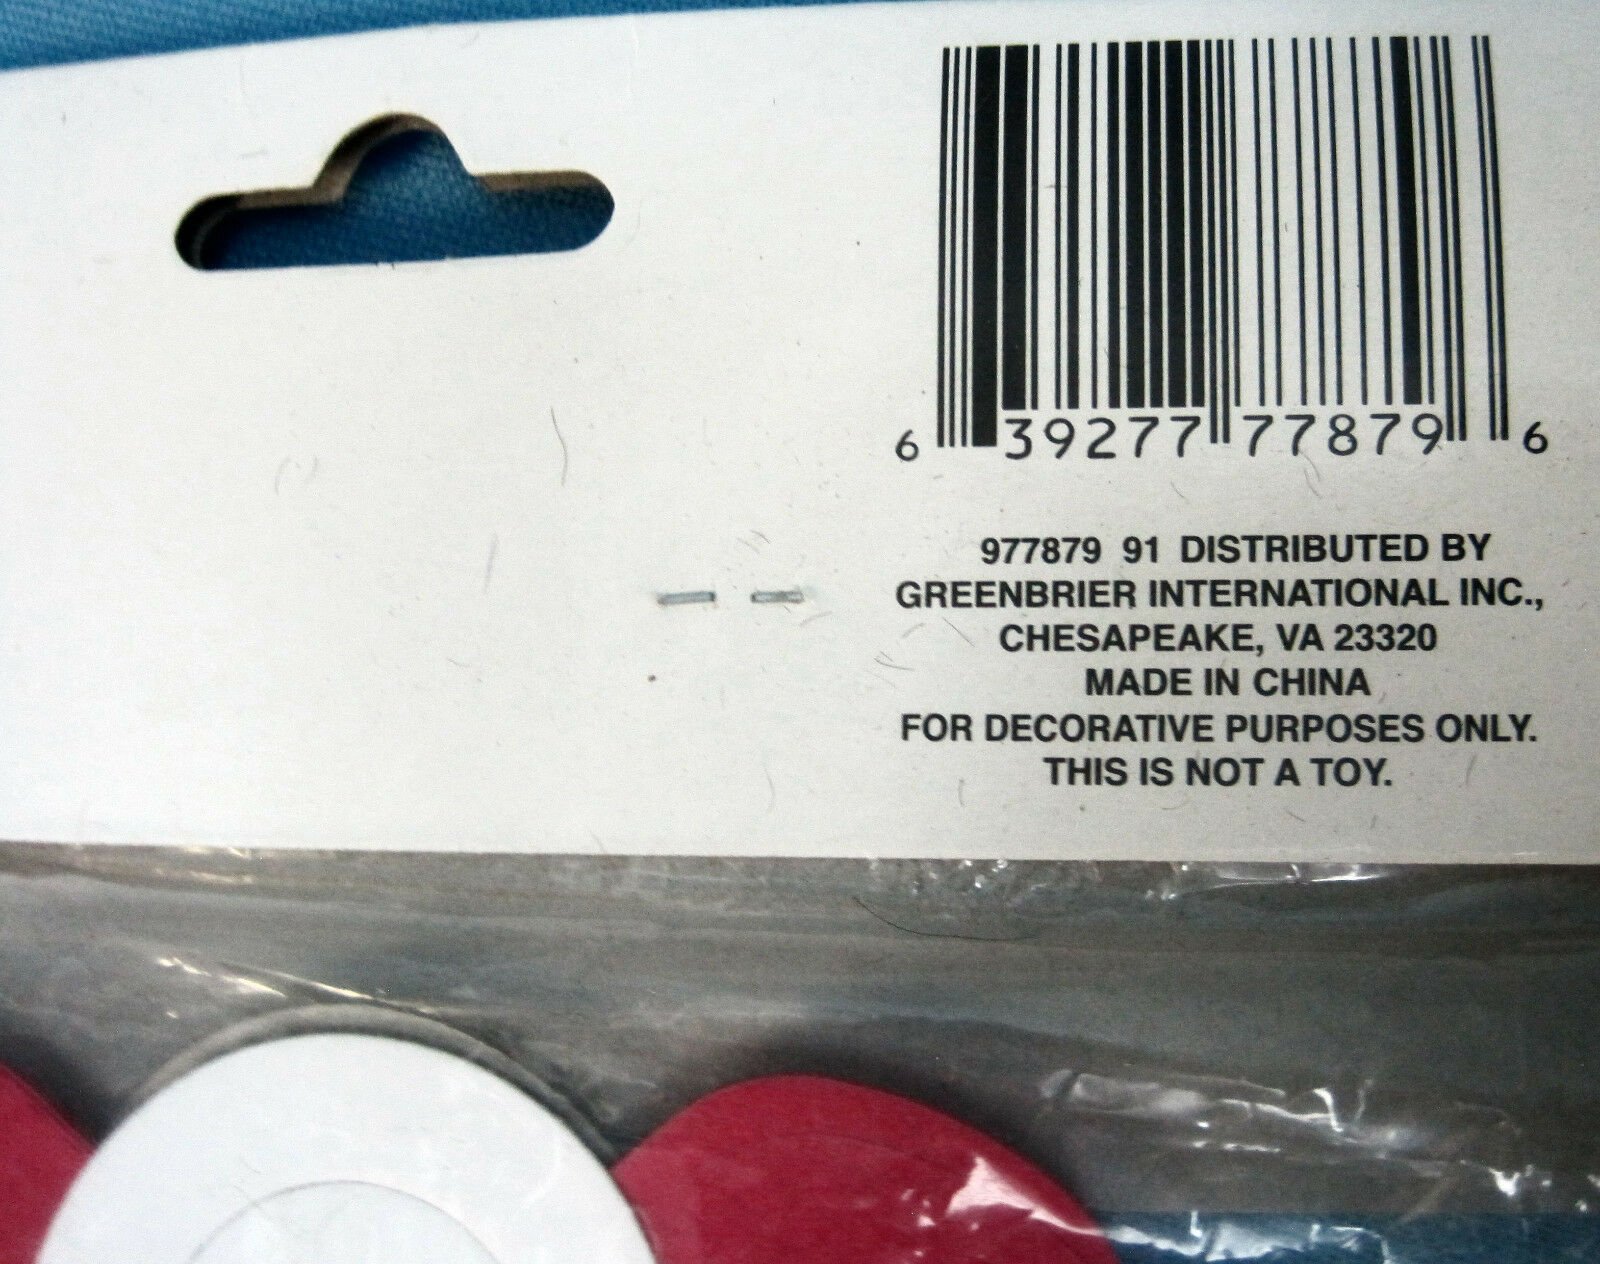 6 39277 77879 6
977879 91 DISTRIBUTED BY
GREENBRIER INTERNATIONAL INC.,
CHESAPEAKE, VA 23320
MADE IN CHINA
FOR DECORATIVE PURPOSES ONLY.
THIS IS NOT A TOY.